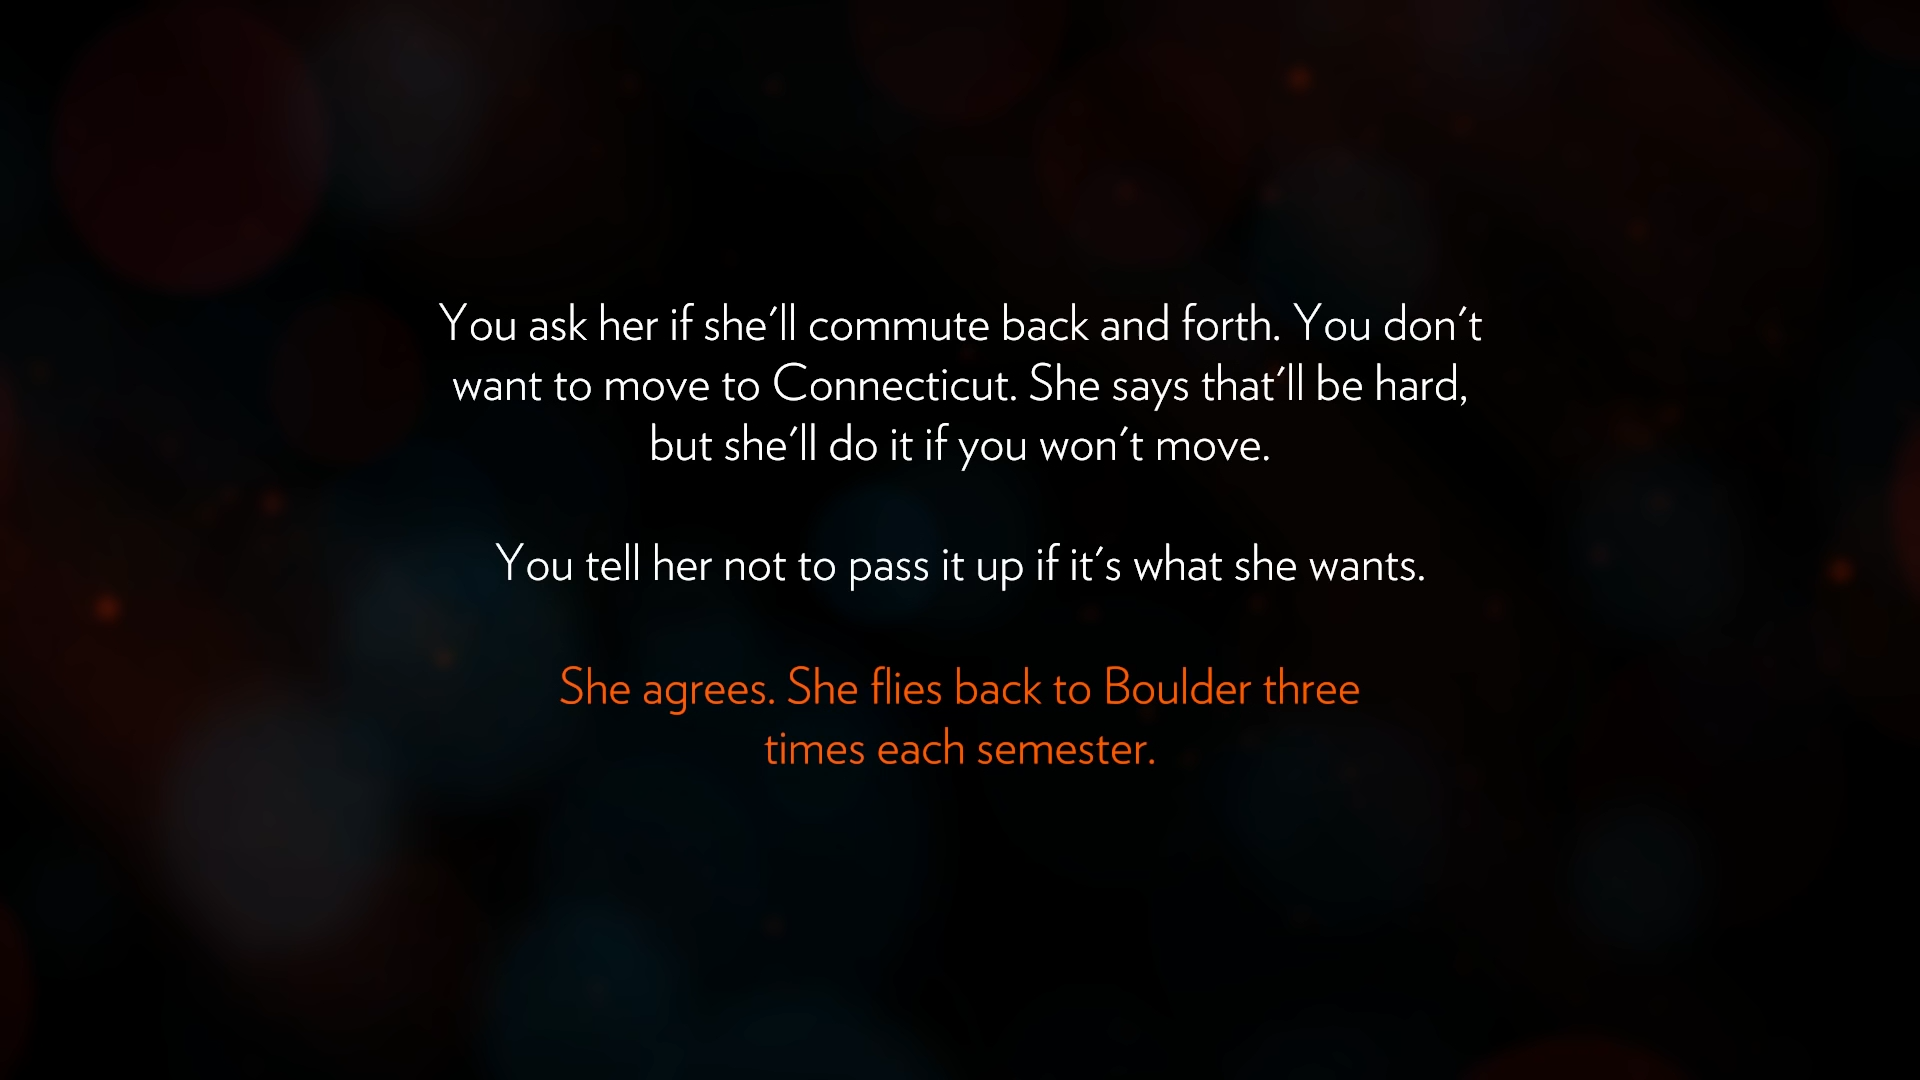 You ask her if she'll commute back and forth. You don't
want to move to Connecticut. She says that'll be hard,
but she'll do it if you won't move.
You tell her not to pass it up if it's what she wants.
She agrees. She flies back to Boulder three
times each semester.